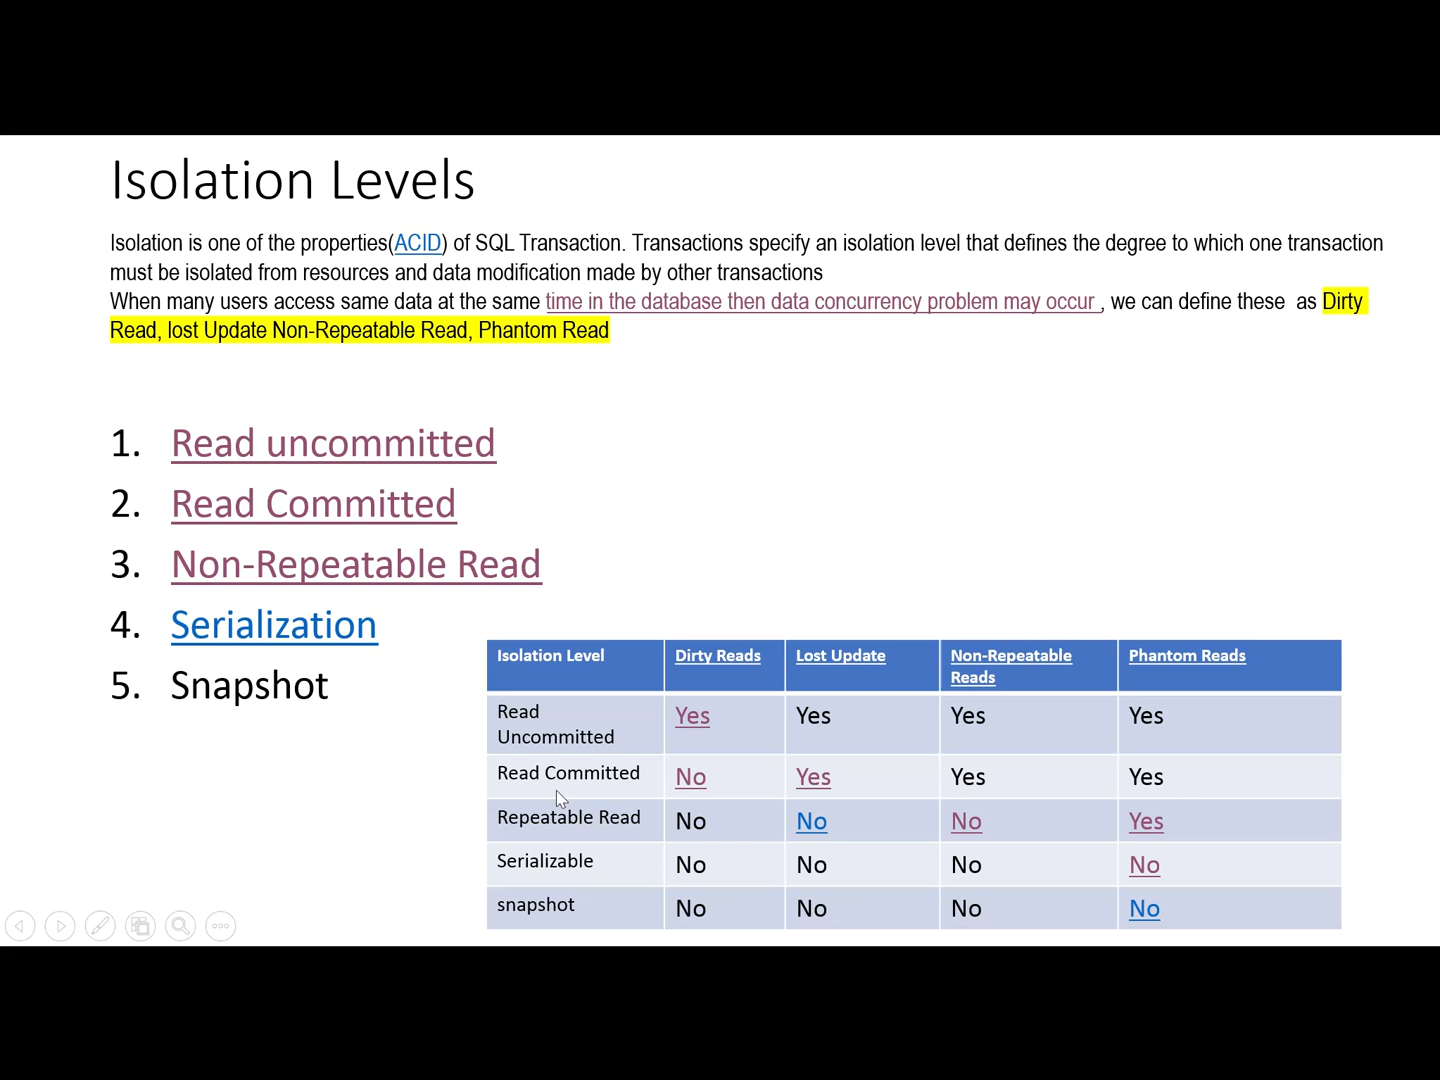 Isolation Levels
Isolation is one of the properties(ACID) of SQL Transaction. Transactions specify an isolation level that defines the degree to which one transaction
must be isolated from resources and data modification made by other transactions
When many users access same data at the same time in the database then data concurrency problem may occur , we can define these  as Dirty
Read, lost Update Non-Repeatable Read, Phantom Read
1. Read uncommitted
2. Read Committed
3. Non-Repeatable Read
4. Serialization
5. Snapshot
Isolation Level Dirty Reads Lost Update Non-Repeatable Phantom Reads
Reads
Read Yes Yes Yes Yes
Uncommitted
Read Committed No Yes Yes Yes
Repeatable Read No No No Yes
Serializable No No No No
snapshot No No No No